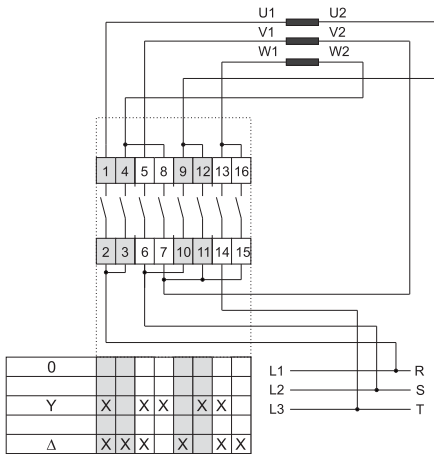 U1 U2
V1 V2
W1 W2
1 4 5 8 9 12 13 16
2 3 6 7 10 11 14 15
L1 R
L2 S
L3 T
0
Y X X X X X X
Δ X X X X X X